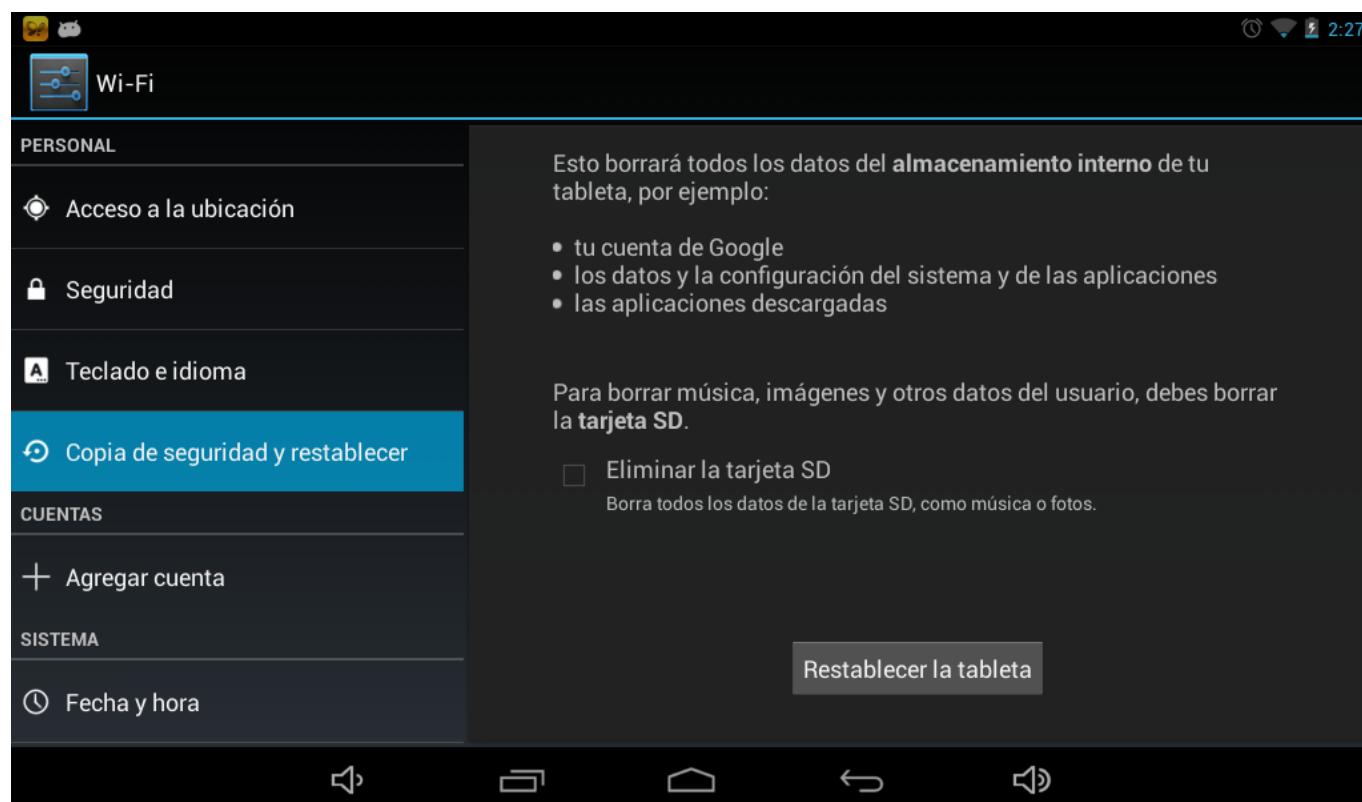 2:27
Wi-Fi
PERSONAL
Acceso a la ubicación
Seguridad
Teclado e idioma
Copia de seguridad y restablecer
CUENTAS
Agregar cuenta
SISTEMA
Fecha y hora
Esto borrará todos los datos del almacenamiento interno de tu
tableta, por ejemplo:
• tu cuenta de Google
• los datos y la configuración del sistema y de las aplicaciones
• las aplicaciones descargadas
Para borrar música, imágenes y otros datos del usuario, debes borrar
la tarjeta SD.
Eliminar la tarjeta SD
Borra todos los datos de la tarjeta SD, como música o fotos.
Restablecer la tableta